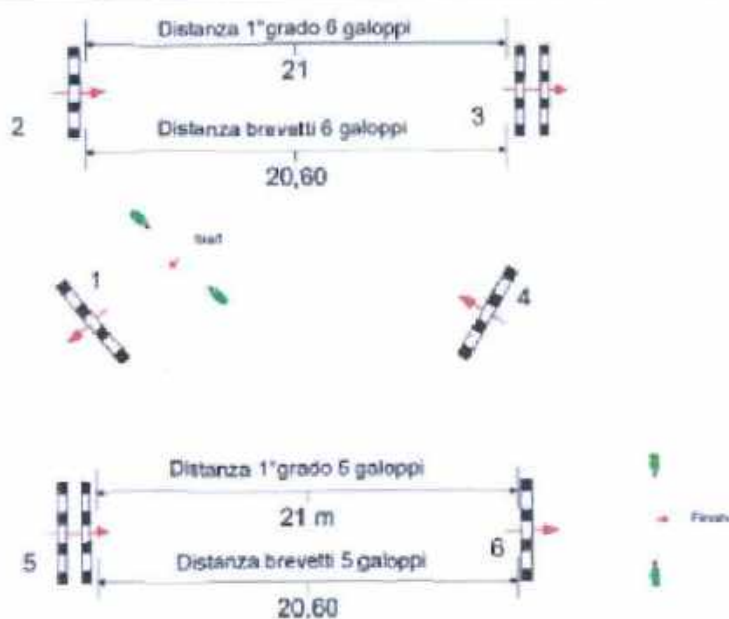 Distanza 1°grado 6 galoppi
21
2
3
Distanza brevetti 6 galoppi
20,60
1
4
Distanza 1°grado 5 galoppi
21 m
5
6
Finish
Distanza brevetti 5 galoppi
20,60